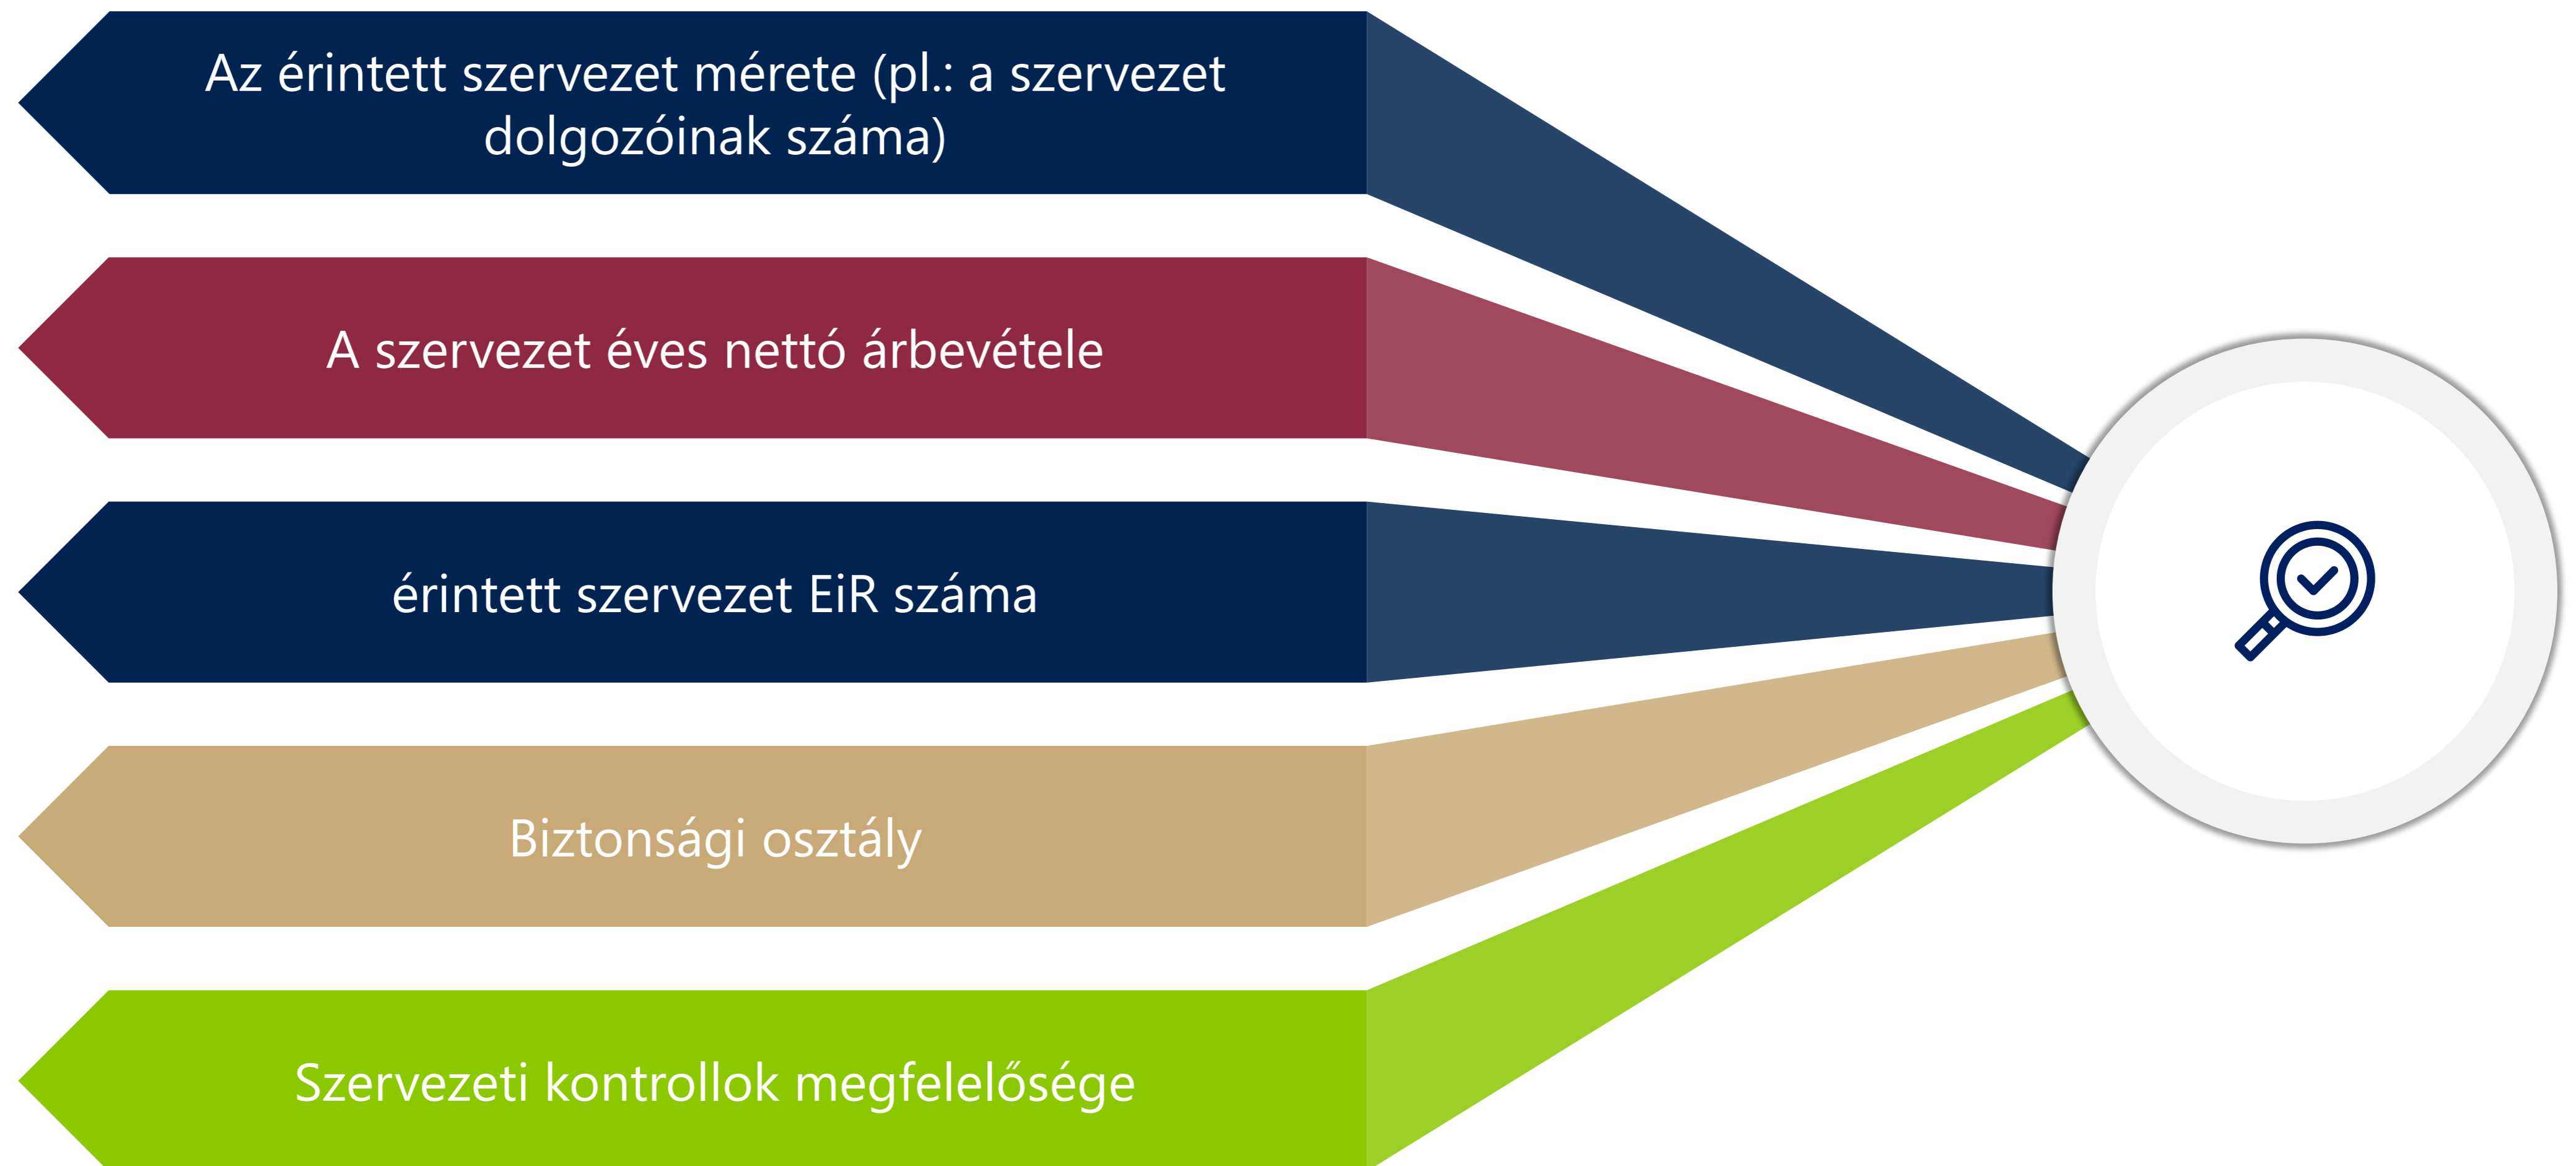 Az érintett szervezet mérete (pl.: a szervezet
dolgozóinak száma)
A szervezet éves nettó árbevétele
érintett szervezet EiR száma
Biztonsági osztály
Szervezeti kontrollok megfelelősége